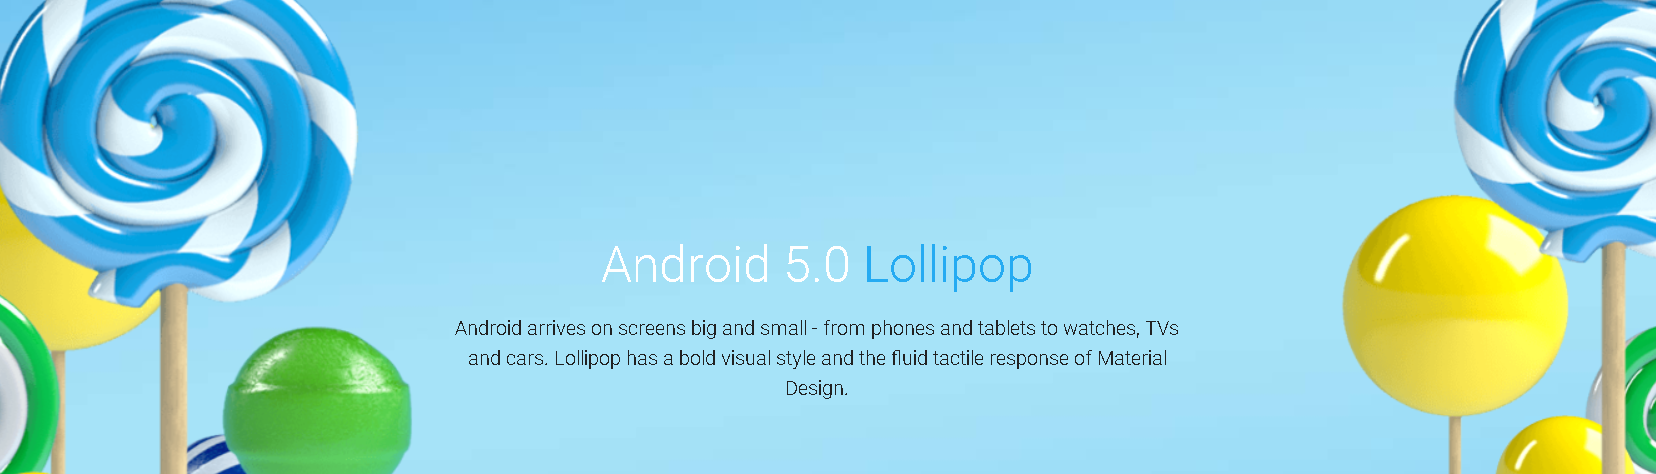 Android 5.0 Lollipop
Android arrives on screens big and small - from phones and tablets to watches, TVs
and cars. Lollipop has a bold visual style and the fluid tactile response of Material
Design.